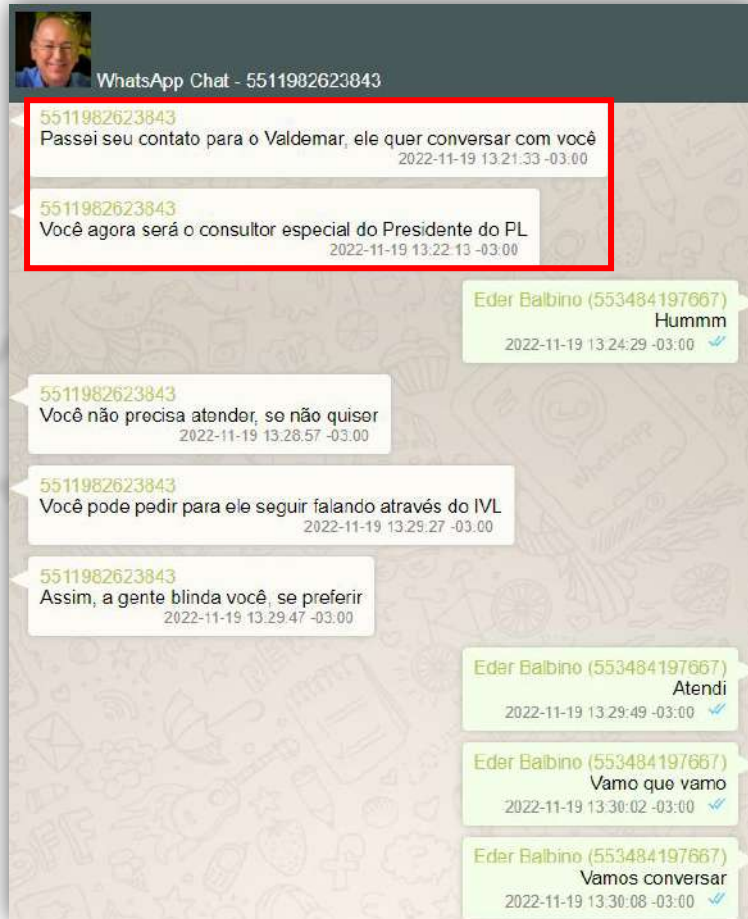 WhatsApp Chat - 5511982623843
5511982623843
Passei seu contato para o Valdemar, ele quer conversar com você
2022-11-19 13:21:33 -03:00
5511982623843
Você agora será o consultor especial do Presidente do PL
2022-11-19 13:22:13 -03:00
Eder Balbino (553484197667)
Hummm
2022-11-19 13:24:29 -03:00
5511982623843
Você não precisa atender, se não quiser
2022-11-19 13:28:57 -03:00
5511982623843
Você pode pedir para ele seguir falando através do IVL
2022-11-19 13:29:27 -03:00
5511982623843
Assim, a gente blinda você, se preferir
2022-11-19 13:29:47 -03:00
Eder Balbino (553484197667)
Atendi
2022-11-19 13:29:49 -03:00
Eder Balbino (553484197667)
Vamo que vamo
2022-11-19 13:30:02 -03:00
Eder Balbino (553484197667)
Vamos conversar
2022-11-19 13:30:08 -03:00